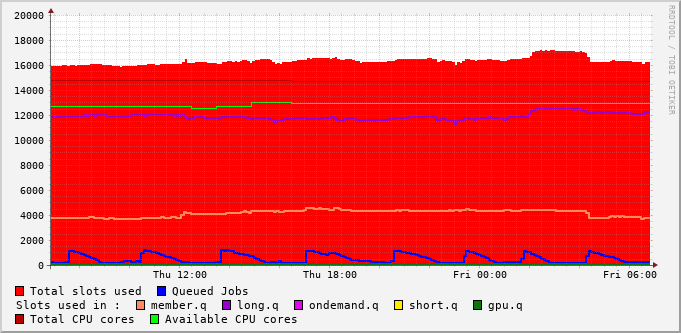 20000
18000
16000
14000
12000
10000
8000
6000
4000
2000
0
Thu 12:00 Thu 18:00 Fri 00:00 Fri 06:00
Total slots used Queued Jobs
Slots used in : member.q long.q ondemand.q short.q gpu.q
Total CPU cores Available CPU cores
RRDTOOL / TOBI OETIKER